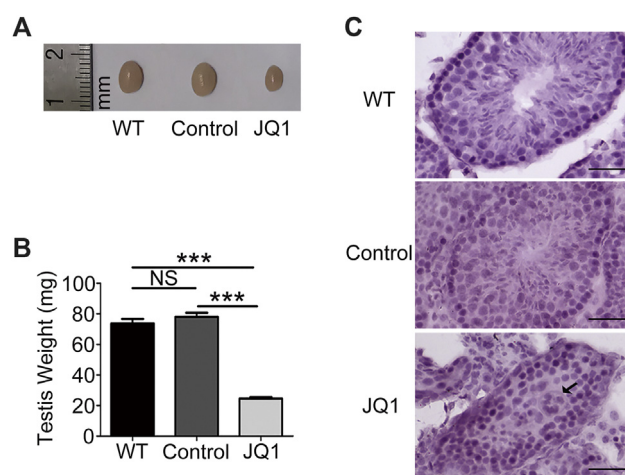 A
2
1
mm
WT
Control
JQ1
B
***
NS
***
Testis Weight (mg)
100
80
60
40
20
0
WT
Control
JQ1
C
WT
Control
JQ1